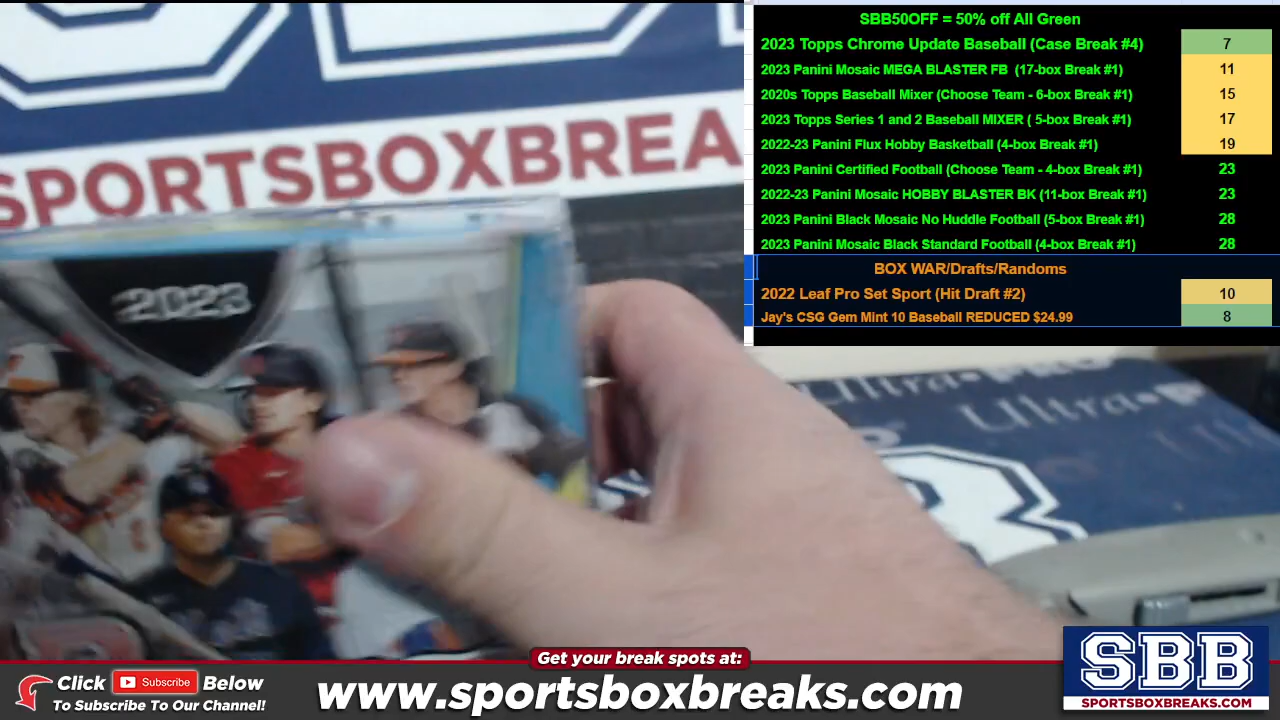 SBB50OFF = 50% off All Green
2023 Topps Chrome Update Baseball (Case Break #4) 7
2023 Panini Mosaic MEGA BLASTER FB (17-box Break #1) 11
2020s Topps Baseball Mixer (Choose Team - 6-box Break #1) 15
2023 Topps Series 1 and 2 Baseball MIXER ( 5-box Break #1) 17
2022-23 Panini Flux Hobby Basketball (4-box Break #1) 19
2023 Panini Certified Football (Choose Team - 4-box Break #1) 23
2022-23 Panini Mosaic HOBBY BLASTER BK (11-box Break #1) 23
2023 Panini Black Mosaic No Huddle Football (5-box Break #1) 28
2023 Panini Mosaic Black Standard Football (4-box Break #1) 28
BOX WAR/Drafts/Randoms
2022 Leaf Pro Set Sport (Hit Draft #2) 10
Jay's CSG Gem Mint 10 Baseball REDUCED $24.99 8
SPORTSBOXBREA
2023
Ultra PRO
Ultra P
Get your break spots at:
Click Subscribe Below
To Subscribe To Our Channel!
www.sportsboxbreaks.com
SBB
SPORTSBOXBREAKS.COM